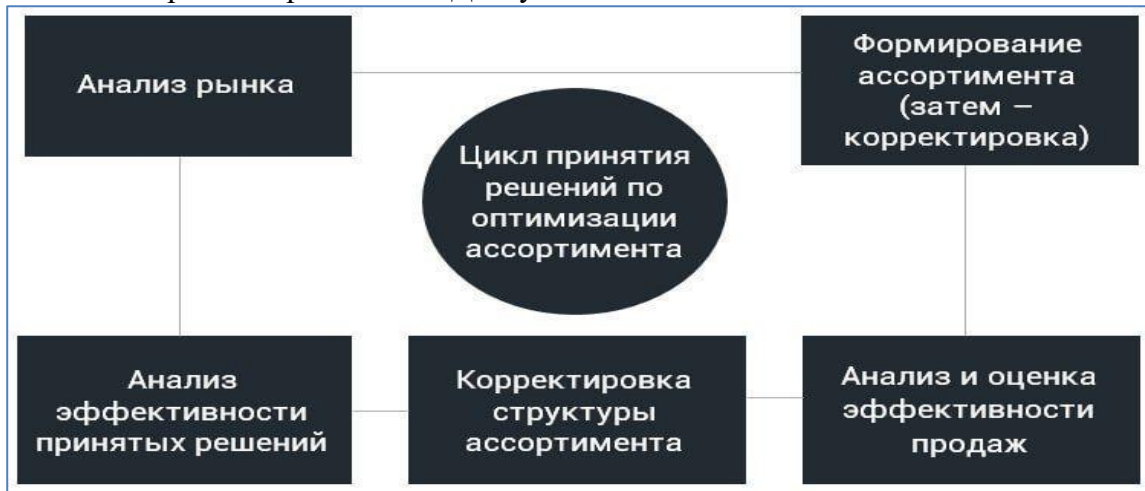 Анализ рынка
Формирование
ассортимента
(затем –
корректировка)
Цикл принятия
решений по
оптимизации
ассортимента
Анализ
эффективности
принятых решений
Корректировка
структуры
ассортимента
Анализ и оценка
эффективности
продаж